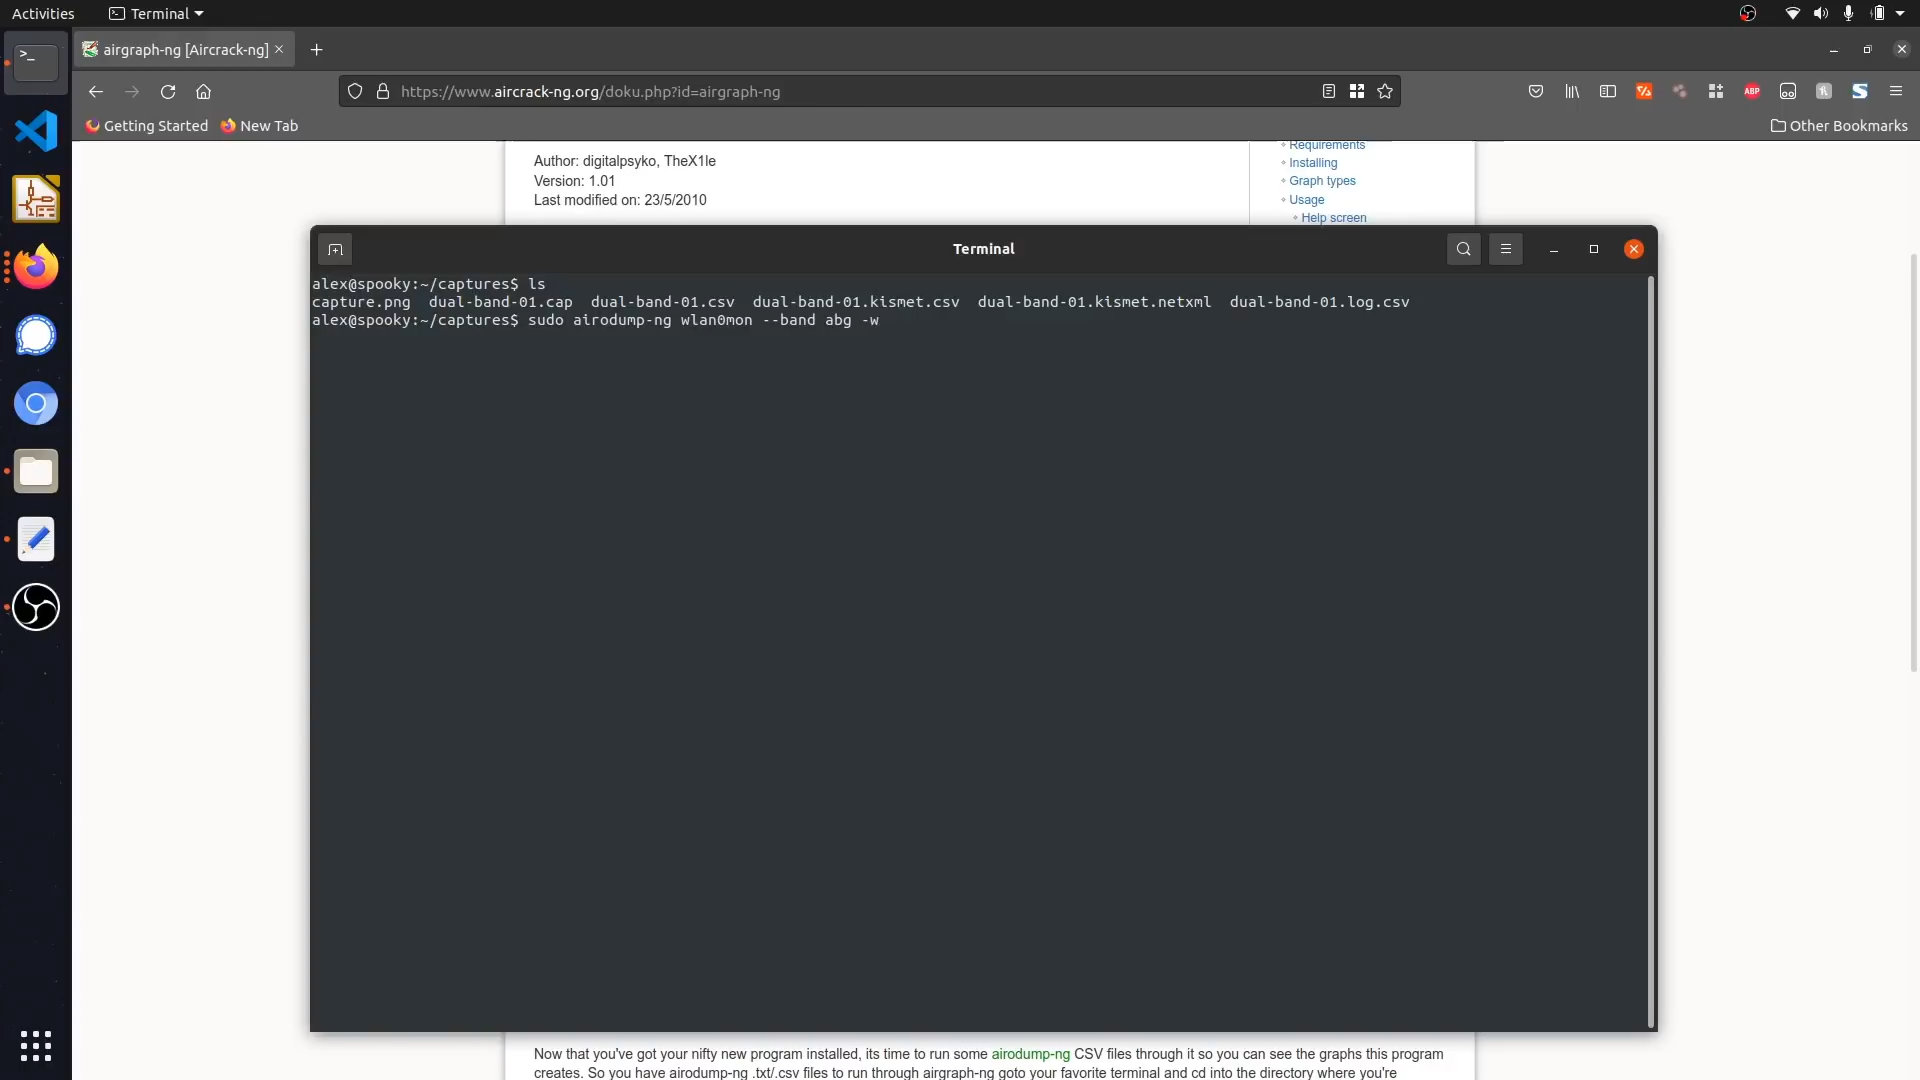 Activities
Terminal
airgraph-ng [Aircrack-ng]
https://www.aircrack-ng.org/doku.php?id=airgraph-ng
ABP
Getting Started
New Tab
Other Bookmarks
Author: digitalpsyko, TheX1le
Version: 1.01
Last modified on: 23/5/2010
Requirements
Installing
Graph types
Usage
Help screen
Terminal
alex@spooky:~/captures$ ls
capture.png  dual-band-01.cap  dual-band-01.csv  dual-band-01.kismet.csv  dual-band-01.kismet.netxml  dual-band-01.log.csv
alex@spooky:~/captures$ sudo airodump-ng wlan0mon --band abg -w
Now that you've got your nifty new program installed, its time to run some airodump-ng CSV files through it so you can see the graphs this program
creates. So you have airodump-ng .txt/.csv files to run through airgraph-ng goto your favorite terminal and cd into the directory where you're